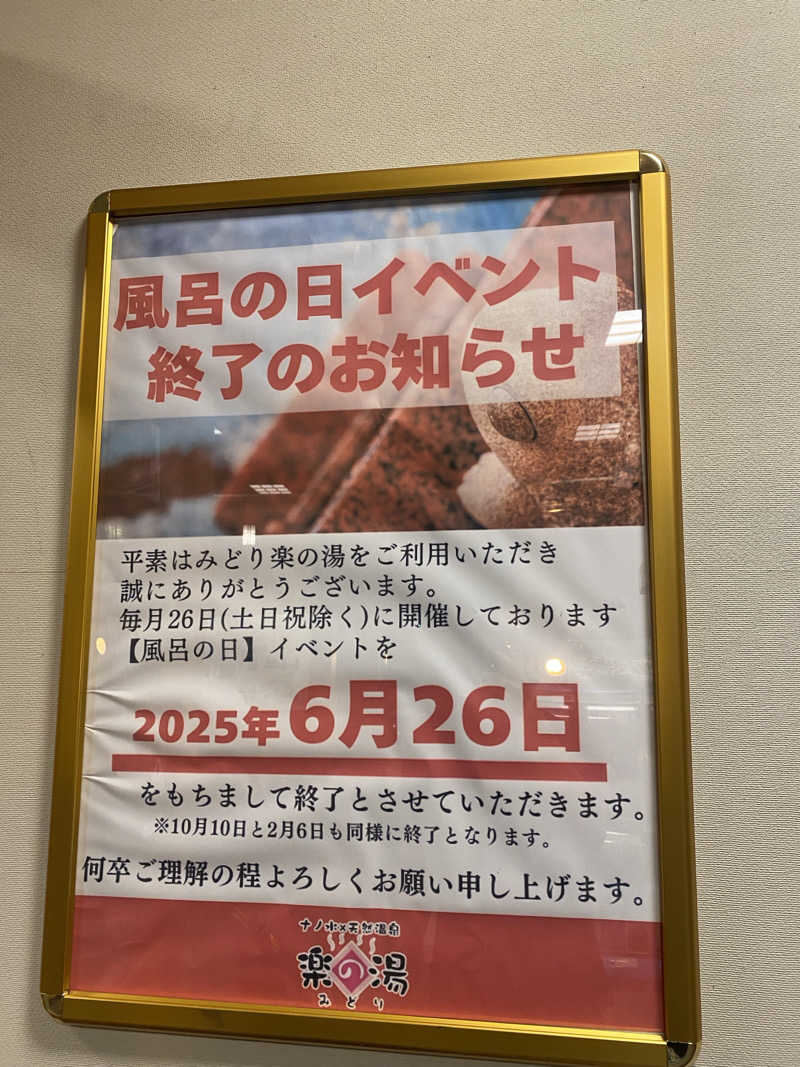 風呂の日イベント
終了のお知らせ
平素はみどり楽の湯をご利用いただき
誠にありがとうございます。
毎月26日(土日祝除く)に開催しております
【風呂の日】イベントを
2025年6月26日
をもちまして終了とさせていただきます。
※10月10日と2月6日も同様に終了となります。
何卒ご理解の程よろしくお願い申し上げます。
ナノ水×天然温泉
楽の湯
みどり